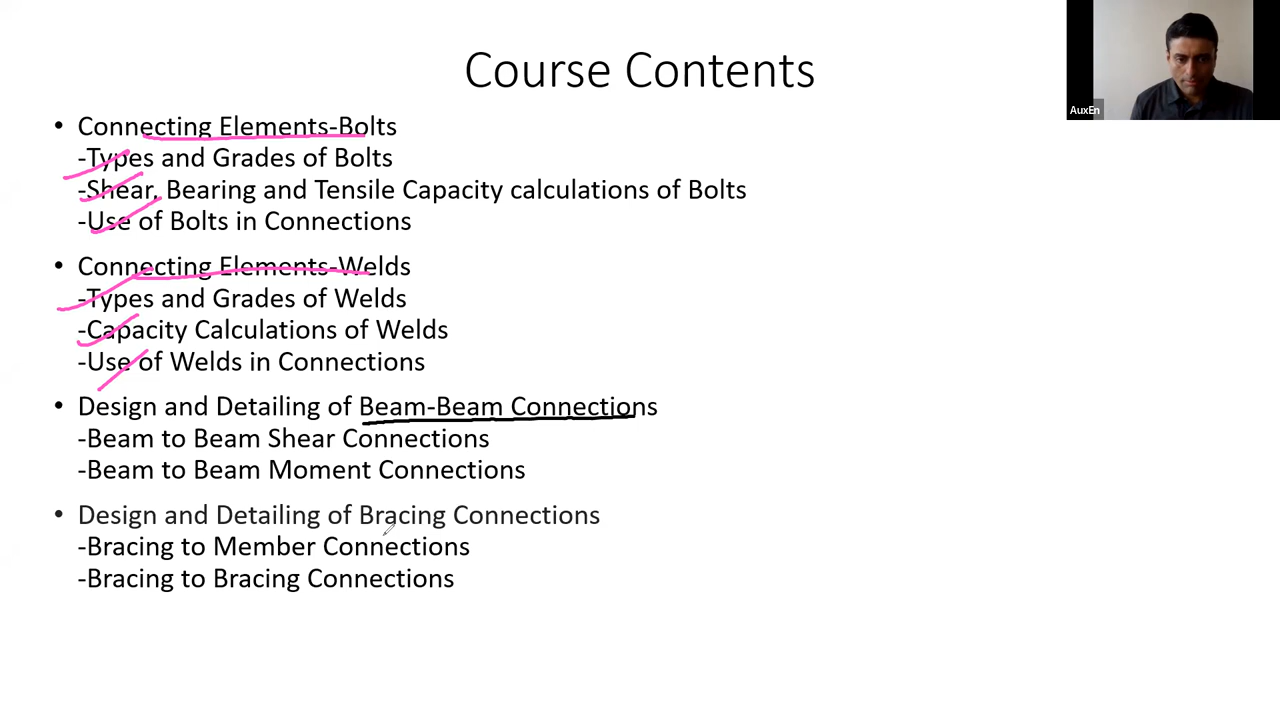 Course Contents
AuxEn
• Connecting Elements-Bolts
-Types and Grades of Bolts
-Shear, Bearing and Tensile Capacity calculations of Bolts
-Use of Bolts in Connections
• Connecting Elements-Welds
-Types and Grades of Welds
-Capacity Calculations of Welds
-Use of Welds in Connections
• Design and Detailing of Beam-Beam Connections
-Beam to Beam Shear Connections
-Beam to Beam Moment Connections
• Design and Detailing of Bracing Connections
-Bracing to Member Connections
-Bracing to Bracing Connections